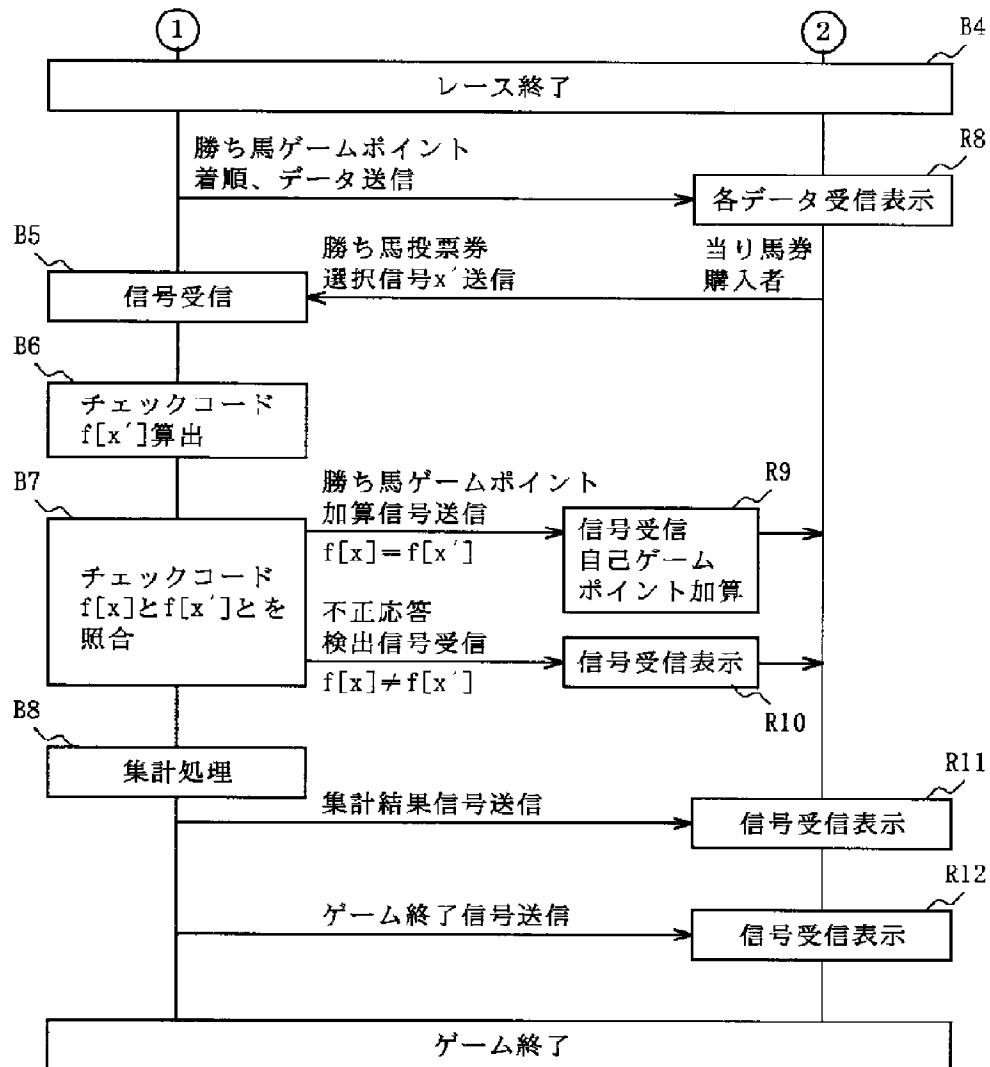 ① ②
B4
レース終了
勝ち馬ゲームポイント
着順、データ送信
R8
各データ受信表示
B5
勝ち馬投票券
選択信号x´送信
当り馬券
購入者
信号受信
B6
チェックコード
f[x´]算出
B7
勝ち馬ゲームポイント
加算信号送信
f[x]=f[x´]
R9
信号受信
自己ゲーム
ポイント加算
チェックコード
f[x]とf[x´]とを
照合
不正応答
検出信号受信
f[x]≠f[x´]
信号受信表示
R10
B8
集計処理
R11
集計結果信号送信
信号受信表示
R12
ゲーム終了信号送信
信号受信表示
ゲーム終了